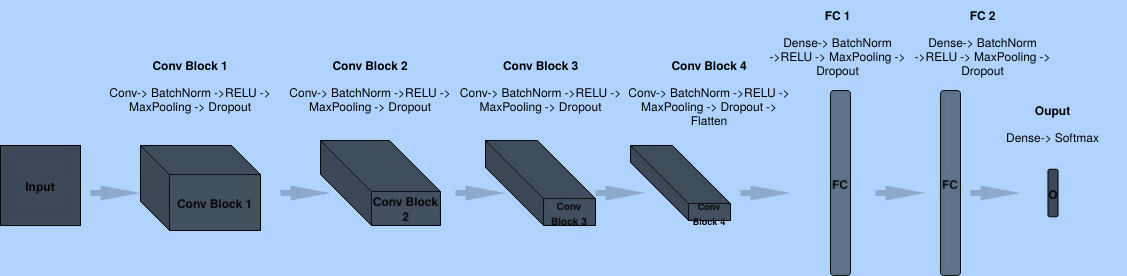 FC 1
Dense-> BatchNorm
->RELU -> MaxPooling ->
Dropout
FC 2
Dense-> BatchNorm
->RELU -> MaxPooling ->
Dropout
Conv Block 1
Conv-> BatchNorm ->RELU ->
MaxPooling -> Dropout
Conv Block 2
Conv-> BatchNorm ->RELU ->
MaxPooling -> Dropout
Conv Block 3
Conv-> BatchNorm ->RELU ->
MaxPooling -> Dropout
Conv Block 4
Conv-> BatchNorm ->RELU ->
MaxPooling -> Dropout ->
Flatten
Ouput
Dense-> Softmax
Input
Conv Block 1
Conv Block
2
Conv
Block 3
Conv
Block 4
FC
FC
O